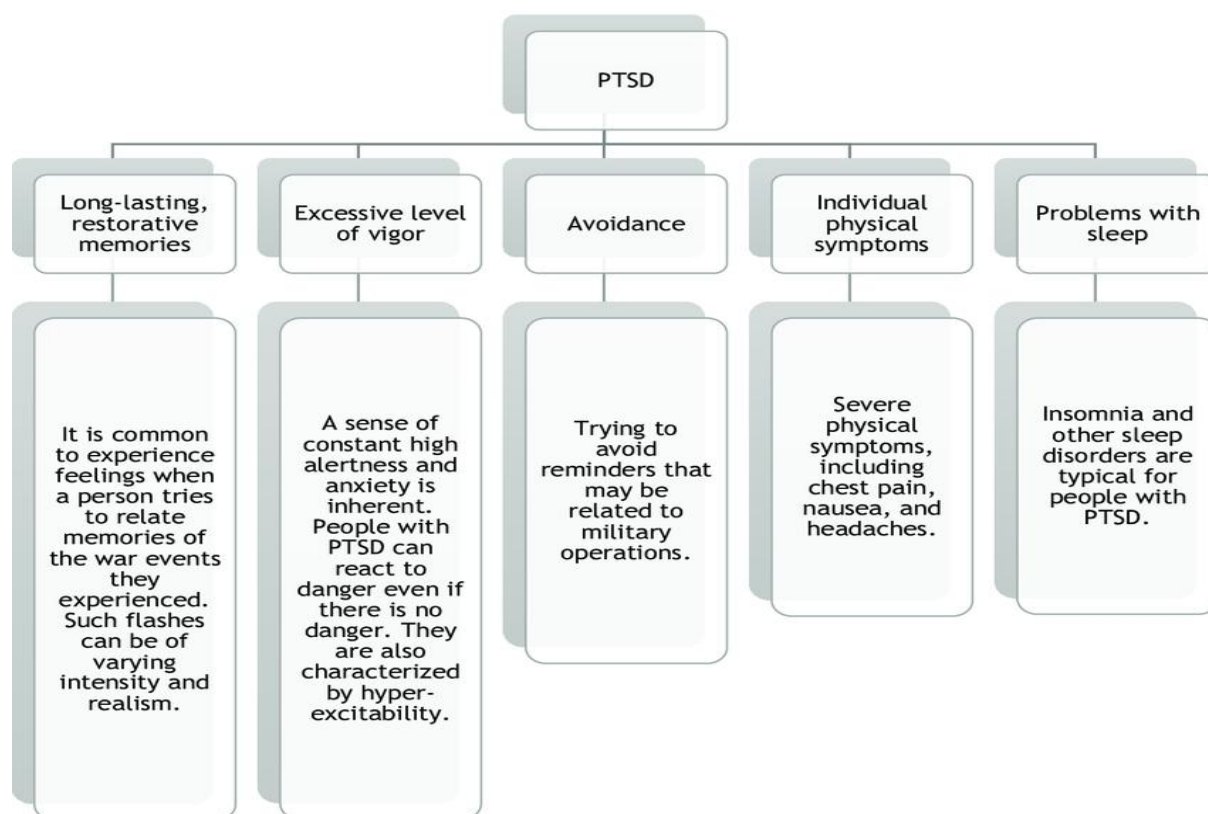 PTSD
Long-lasting,
restorative
memories
Excessive level
of vigor
Avoidance
Individual
physical
symptoms
Problems with
sleep
It is common
to experience
feelings when
a person tries
to relate
memories of
the war events
they
experienced.
Such flashes
can be of
varying
intensity and
realism.
A sense of
constant high
alertness and
anxiety is
inherent.
People with
PTSD can
react to
danger even if
there is no
danger. They
are also
characterized
by hyper-
excitability.
Trying to
avoid
reminders that
may be
related to
military
operations.
Severe
physical
symptoms,
including
chest pain,
nausea, and
headaches.
Insomnia and
other sleep
disorders are
typical for
people with
PTSD.